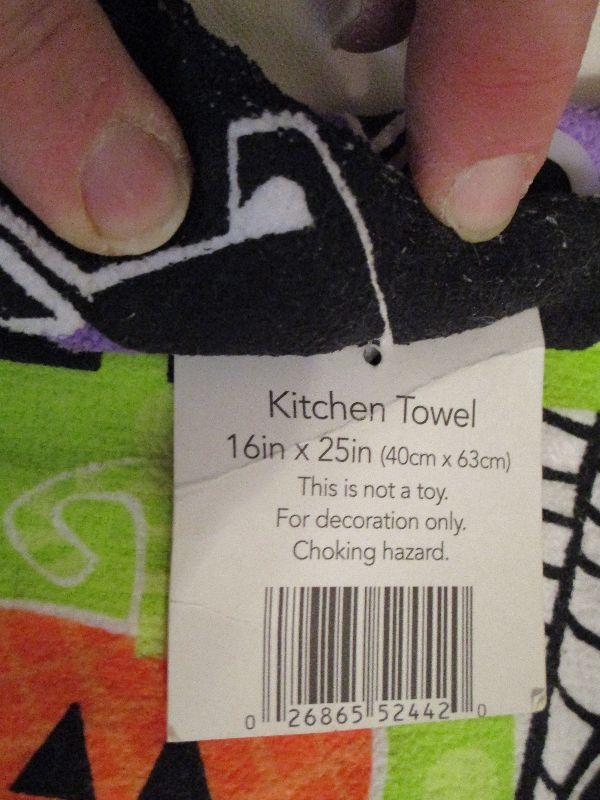 Kitchen Towel
16in x 25in (40cm x 63cm)
This is not a toy.
For decoration only.
Choking hazard.
0 26865 52442 0